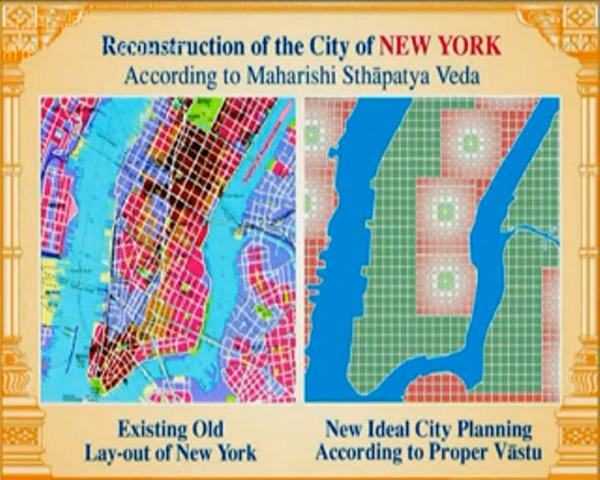 Reconstruction of the City of NEW YORK
According to Maharishi Sthāpatya Veda
Existing Old
Lay-out of New York
New Ideal City Planning
According to Proper Vāstu